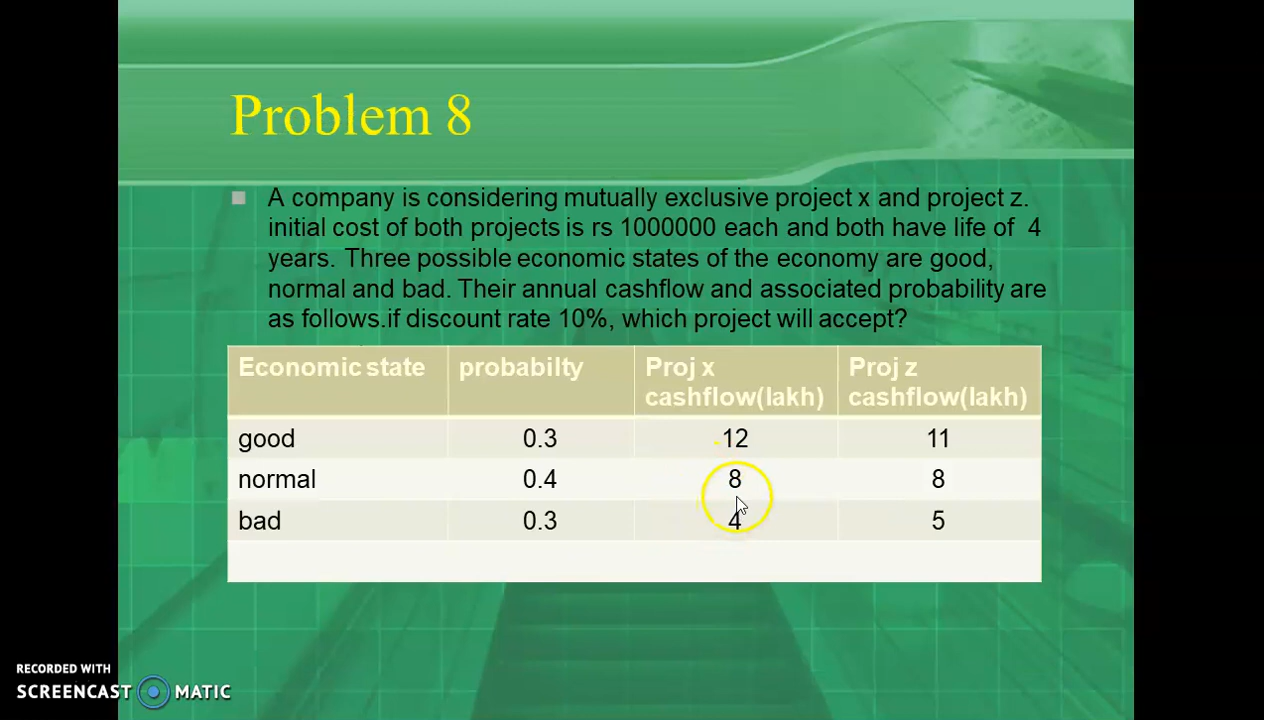 Problem 8
A company is considering mutually exclusive project x and project z.
initial cost of both projects is rs 1000000 each and both have life of 4
years. Three possible economic states of the economy are good,
normal and bad. Their annual cashflow and associated probability are
as follows.if discount rate 10%, which project will accept?
Economic state probabilty Proj x cashflow(lakh) Proj z cashflow(lakh)
good 0.3 12 11
normal 0.4 8 8
bad 0.3 4 5
RECORDED WITH
SCREENCAST MATIC